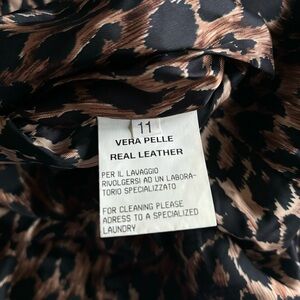 11
VERA PELLE
REAL LEATHER
PER IL LAVAGGIO
RIVOLGERSI AD UN LABORA-
TORIO SPECIALIZZATO
FOR CLEANING PLEASE
ADRESS TO A SPECIALIZED
LAUNDRY